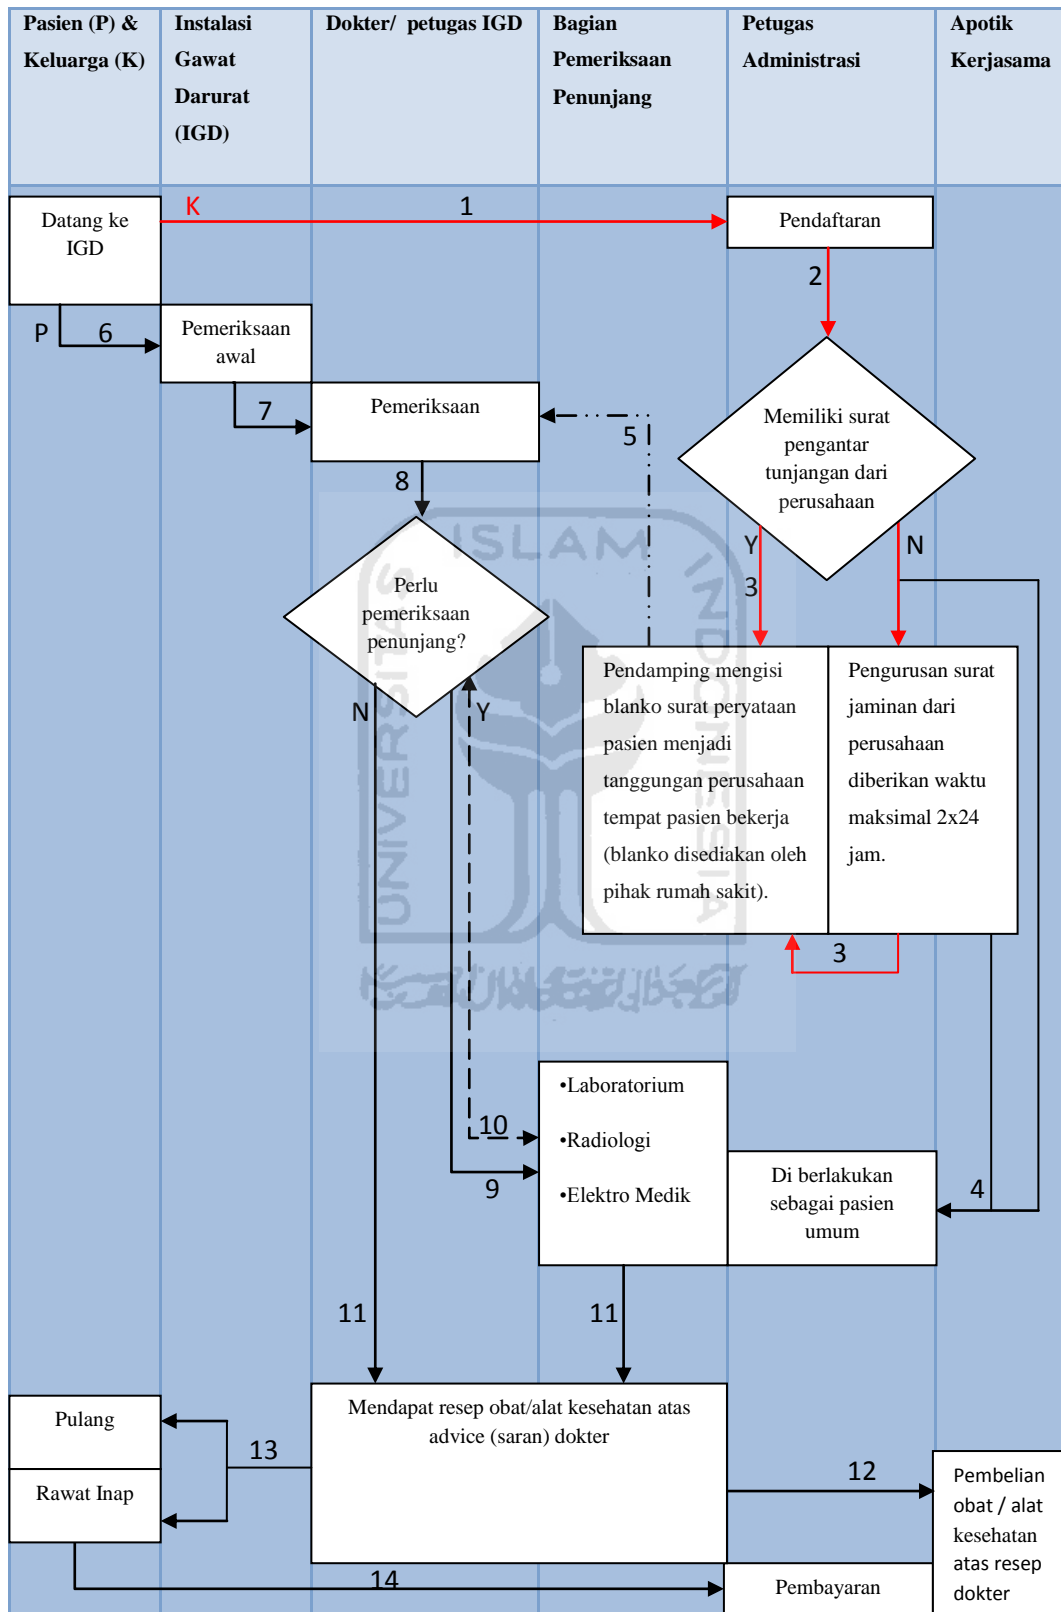 Pasien (P) &
Keluarga (K)
Instalasi
Gawat
Darurat
(IGD)
Dokter/ petugas IGD
Bagian
Pemeriksaan
Penunjang
Petugas
Administrasi
Apotik
Kerjasama
Datang ke
IGD
K
1
Pendaftaran
2
P
6
Pemeriksaan
awal
7
Pemeriksaan
5
8
Memiliki surat
pengantar
tunjangan dari
perusahaan
Y
3
N
Perlu
pemeriksaan
penunjang?
N
Y
Pendamping mengisi
blanko surat peryataan
pasien menjadi
tanggungan perusahaan
tempat pasien bekerja
(blanko disediakan oleh
pihak rumah sakit).
Pengurusan surat
jaminan dari
perusahaan
diberikan waktu
maksimal 2x24
jam.
3
UNIVERSITAS
ISLAM
INDONESIA
10
9
•Laboratorium
•Radiologi
•Elektro Medik
Di berlakukan
sebagai pasien
umum
4
11
11
Mendapat resep obat/alat kesehatan atas
advice (saran) dokter
Pulang
Rawat Inap
13
12
Pembelian
obat / alat
kesehatan
atas resep
dokter
14
Pembayaran